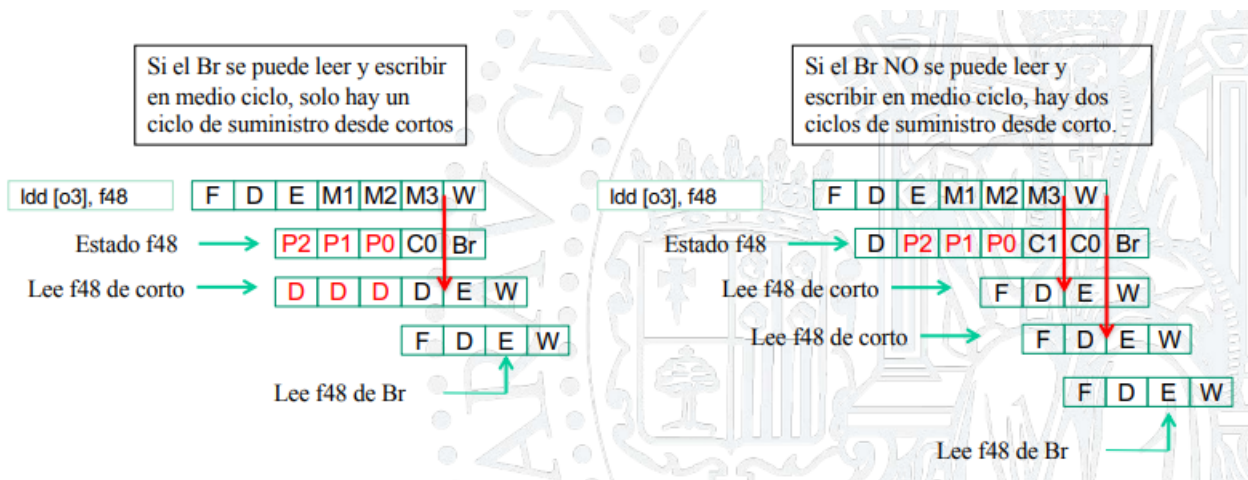 Si el Br se puede leer y escribir
en medio ciclo, solo hay un
ciclo de suministro desde cortos
Si el Br NO se puede leer y
escribir en medio ciclo, hay dos
ciclos de suministro desde corto.
ldd [o3], f48
F D E M1 M2 M3 W
Estado f48
P2 P1 P0 C0 Br
Lee f48 de corto
D D D D E W
F D E W
Lee f48 de Br
ldd [o3], f48
F D E M1 M2 M3 W
Estado f48
D P2 P1 P0 C1 C0 Br
Lee f48 de corto
F D E W
Lee f48 de corto
F D E W
F D E W
Lee f48 de Br